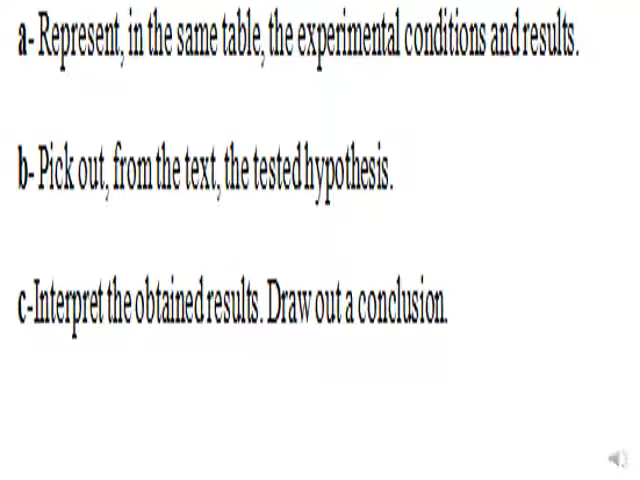 a- Represent, in the same table, the experimental conditions and results.
b- Pick out, from the text, the tested hypothesis.
c-Interpret the obtained results. Draw out a conclusion.